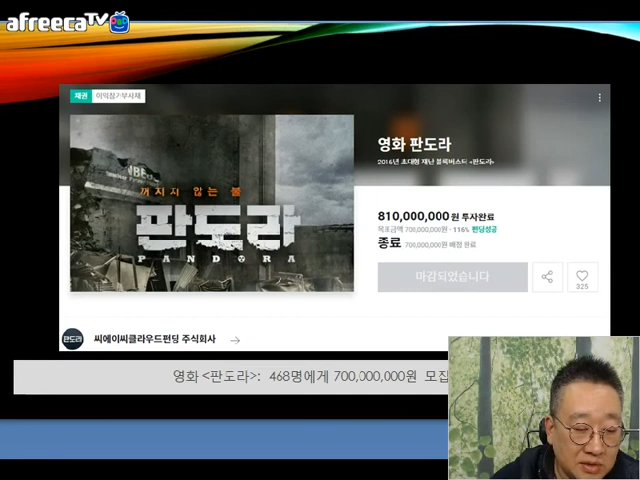 afreecaTV
채권 이익참가부사채
영화 판도라
2016년 초대형 재난 블록버스터 <판도라>
꺼지지 않는 불
판도라
PANDORA
810,000,000원 투자완료
목표금액 700,000,000원 · 116% 펀딩성공
종료 700,000,000원 배정 완료
마감되었습니다
325
판도라 씨에이씨클라우드펀딩 주식회사
영화 <판도라>: 468명에게 700,000,000원 모집